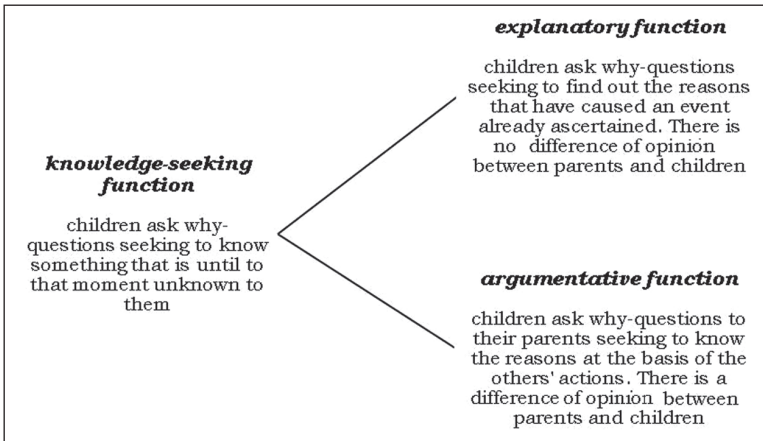 explanatory function
children ask why-questions
seeking to find out the reasons
that have caused an event
already ascertained. There is
no difference of opinion
between parents and children
knowledge-seeking
function
children ask why-
questions seeking to know
something that is until to
that moment unknown to
them
argumentative function
children ask why-questions to
their parents seeking to know
the reasons at the basis of the
others' actions. There is a
difference of opinion between
parents and children